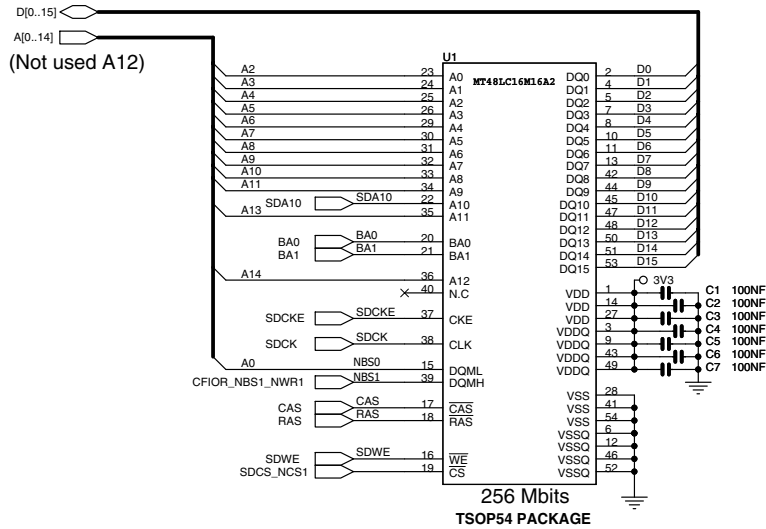 D[0..15]
A[0..14]
(Not used A12)
U1
MT48LC16M16A2
A2 23 A0 DQ0 2 D0
A3 24 A1 DQ1 4 D1
A4 25 A2 DQ2 5 D2
A5 26 A3 DQ3 7 D3
A6 29 A4 DQ4 8 D4
A7 30 A5 DQ5 10 D5
A8 31 A6 DQ6 11 D6
A9 32 A7 DQ7 13 D7
A10 33 A8 DQ8 42 D8
A11 34 A9 DQ9 44 D9
SDA10 SDA10 22 A10 DQ10 45 D10
A13 35 A11 DQ11 47 D11
DQ12 48 D12
BA0 BA0 20 BA0 DQ13 50 D13
BA1 BA1 21 BA1 DQ14 51 D14
DQ15 53 D15
A14 36 A12
3V3
40 N.C VDD 1 C1 100NF
VDD 14 C2 100NF
SDCKE SDCKE 37 CKE VDD 27 C3 100NF
VDDQ 3 C4 100NF
SDCK SDCK 38 CLK VDDQ 9 C5 100NF
VDDQ 43 C6 100NF
A0 NBS0 15 DQML VDDQ 49 C7 100NF
CFIOR_NBS1_NWR1 NBS1 39 DQMH
VSS 28
CAS CAS 17 CAS VSS 41
RAS RAS 18 RAS VSS 54
VSSQ 6
VSSQ 12
SDWE SDWE 16 WE VSSQ 46
SDCS_NCS1 19 CS VSSQ 52
256 Mbits
TSOP54 PACKAGE